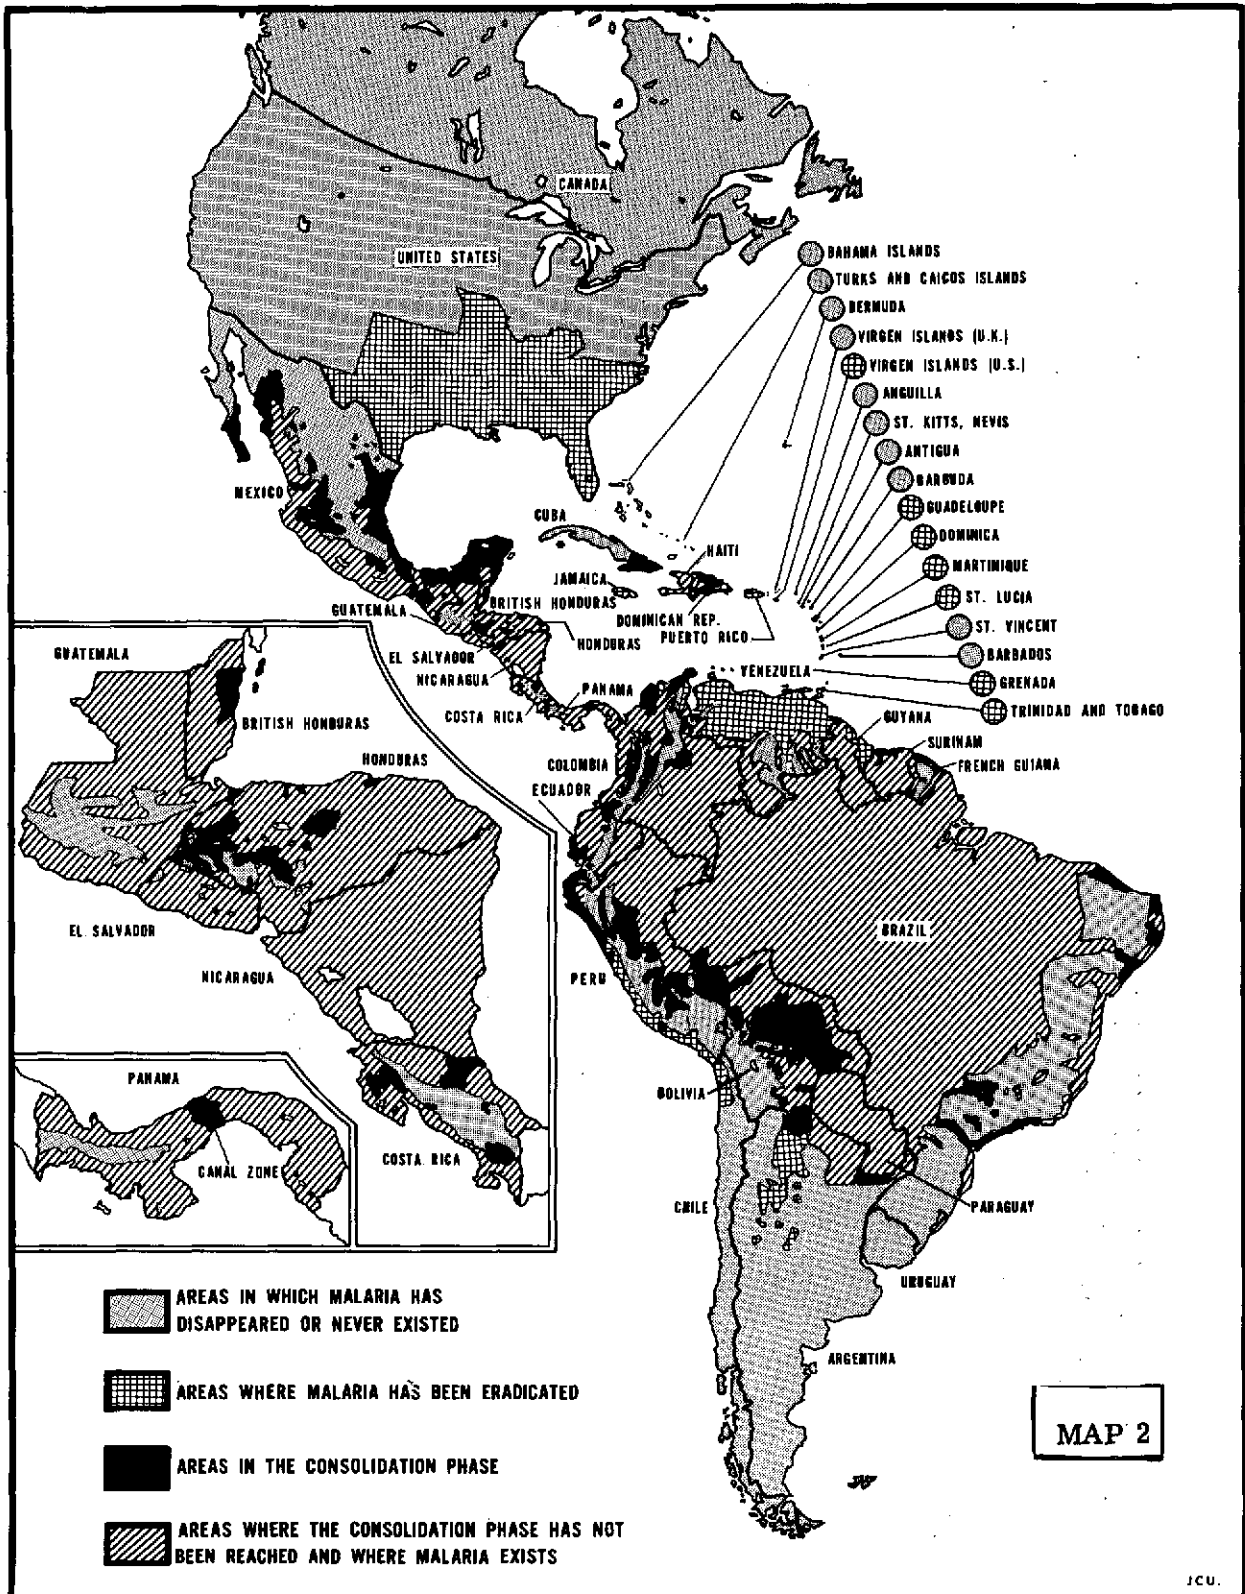 CANADA
UNITED STATES
BAHAMA ISLANDS
TURKS AND CAICOS ISLANDS
BERMUDA
VIRGEN ISLANDS (U.K.)
VIRGEN ISLANDS (U.S.)
ANGUILLA
ST. KITTS, NEVIS
ANTIGUA
BARBUDA
GUADELOUPE
DOMINICA
MARTINIQUE
ST. LUCIA
ST. VINCENT
BARBADOS
GRENADA
TRINIDAD AND TOBAGO
MEXICO
CUBA
HAITI
JAMAICA
DOMINICAN REP.
PUERTO RICO
BRITISH HONDURAS
GUATEMALA
HONDURAS
EL SALVADOR
NICARAGUA
COSTA RICA
PANAMA
VENEZUELA
GUYANA
SURINAM
FRENCH GUIANA
COLOMBIA
ECUADOR
BRAZIL
PERU
BOLIVIA
CHILE
PARAGUAY
URUGUAY
ARGENTINA
GUATEMALA
BRITISH HONDURAS
HONDURAS
EL SALVADOR
NICARAGUA
COSTA RICA
PANAMA
CANAL ZONE
AREAS IN WHICH MALARIA HAS
DISAPPEARED OR NEVER EXISTED
AREAS WHERE MALARIA HAS BEEN ERADICATED
AREAS IN THE CONSOLIDATION PHASE
AREAS WHERE THE CONSOLIDATION PHASE HAS NOT
BEEN REACHED AND WHERE MALARIA EXISTS
MAP 2
JCU.